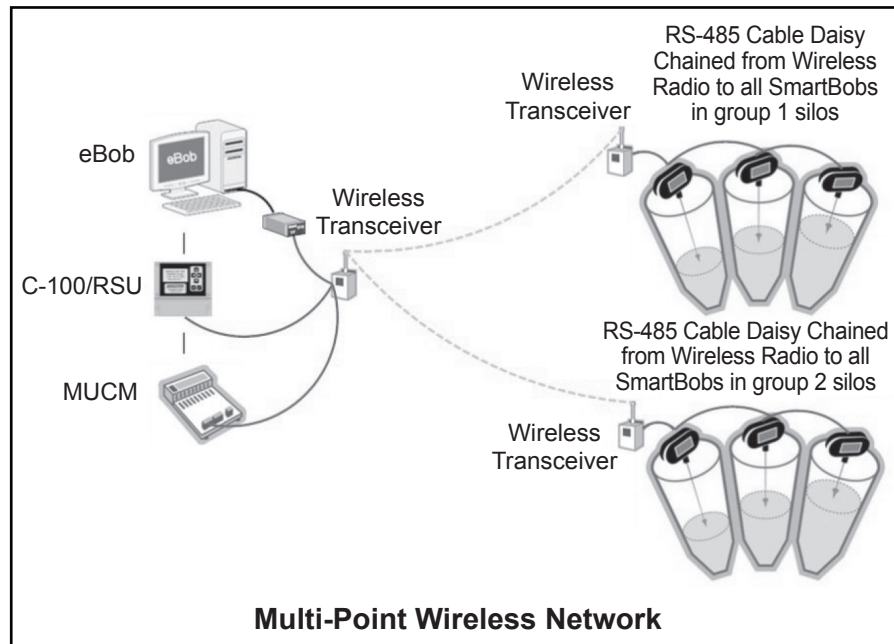 RS-485 Cable Daisy
Chained from Wireless
Radio to all SmartBobs
in group 1 silos
Wireless
Transceiver
eBob
eBob
Wireless
Transceiver
C-100/RSU
RS-485 Cable Daisy Chained
from Wireless Radio to all
SmartBobs in group 2 silos
MUCM
Wireless
Transceiver
Multi-Point Wireless Network